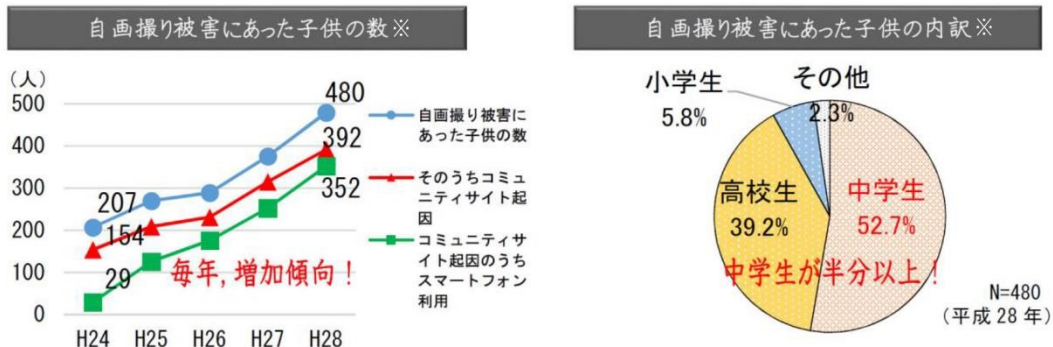 自画撮り被害にあった子供の数※
(人)
500
400
300
200
100
0
H24 H25 H26 H27 H28
480
392
352
207
154
29
毎年,増加傾向！
自画撮り被害に
あった子供の数
そのうちコミュ
ニティサイト起
因
コミュニティサ
イト起因のうち
スマートフォン
利用
自画撮り被害にあった子供の内訳※
小学生
5.8%
その他
2.3%
高校生
39.2%
中学生
52.7%
中学生が半分以上！
N=480
(平成 28 年)